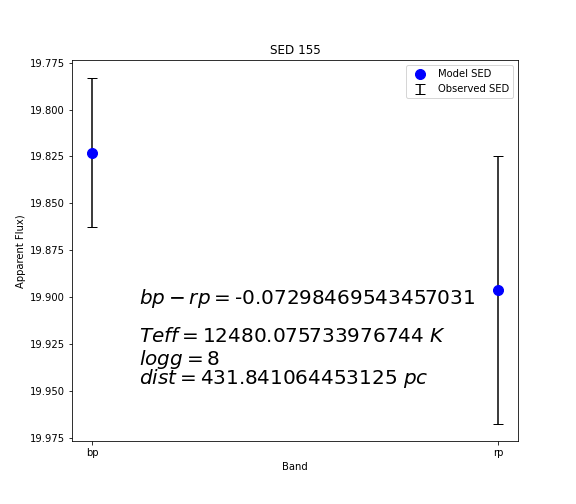 SED 155
Model SED
Observed SED
19.775
19.800
19.825
19.850
19.875
19.900
19.925
19.950
19.975
Apparent Flux)
bp − rp = -0.07298469543457031
Teff = 12480.075733976744 K
logg = 8
dist = 431.841064453125 pc
bp
rp
Band